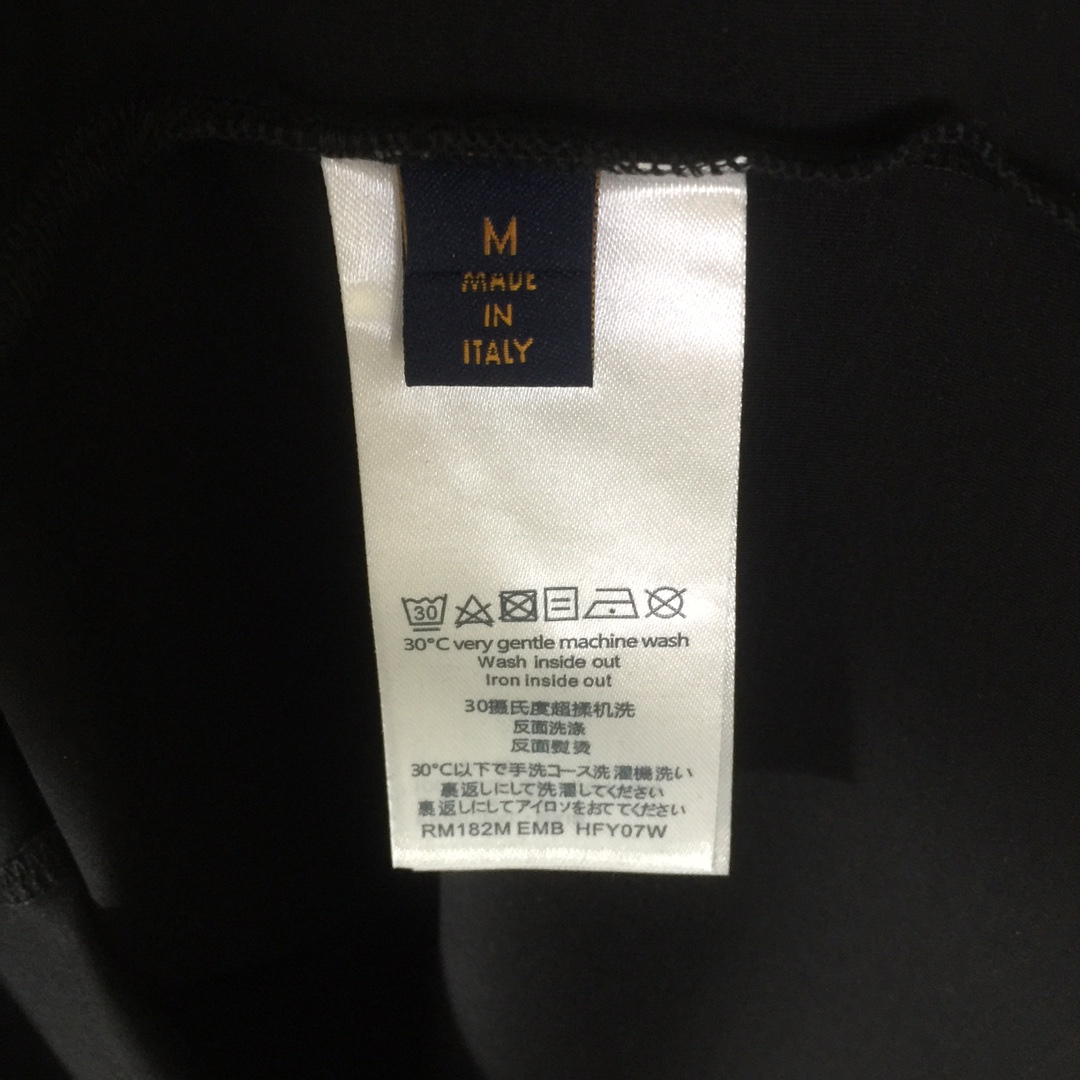 M
MADE
IN
ITALY
30
30°C very gentle machine wash
Wash inside out
Iron inside out
30摄氏度超揉机洗
反面洗涤
反面熨烫
30°C以下で手洗コース洗濯機洗い
裏返しにして洗濯してください
裏返しにしてアイロソをおててください
RM182M EMB HFY07W